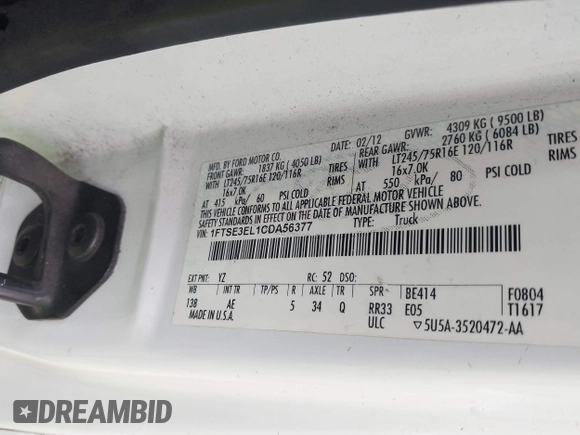 MFD. BY FORD MOTOR CO.
DATE: 02/12 GVWR: 4309 KG ( 9500 LB)
FRONT GAWR: 1837 KG ( 4050 LB)
REAR GAWR: 2760 KG ( 6084 LB)
WITH LT245/75R16E 120/116R TIRES
WITH LT245/75R16E 120/116R TIRES
16x7.0K RIMS
16x7.0K RIMS
AT 415 kPa/ 60 PSI COLD
AT 550 kPa/ 80 PSI COLD
THIS VEHICLE CONFORMS TO ALL APPLICABLE FEDERAL MOTOR VEHICLE
SAFETY STANDARDS IN EFFECT ON THE DATE OF MANUFACTURE SHOWN ABOVE.
VIN: 1FTSE3EL1CDA56377 TYPE: Truck
EXT PNT: YZ RC: 52 DSO:
WB INT TR TP/PS R AXLE TR SPR BE414 F0804
138 AE 5 34 Q RR33 E05 T1617
MADE IN U.S.A. ULC 5U5A-3520472-AA
DREAMBID